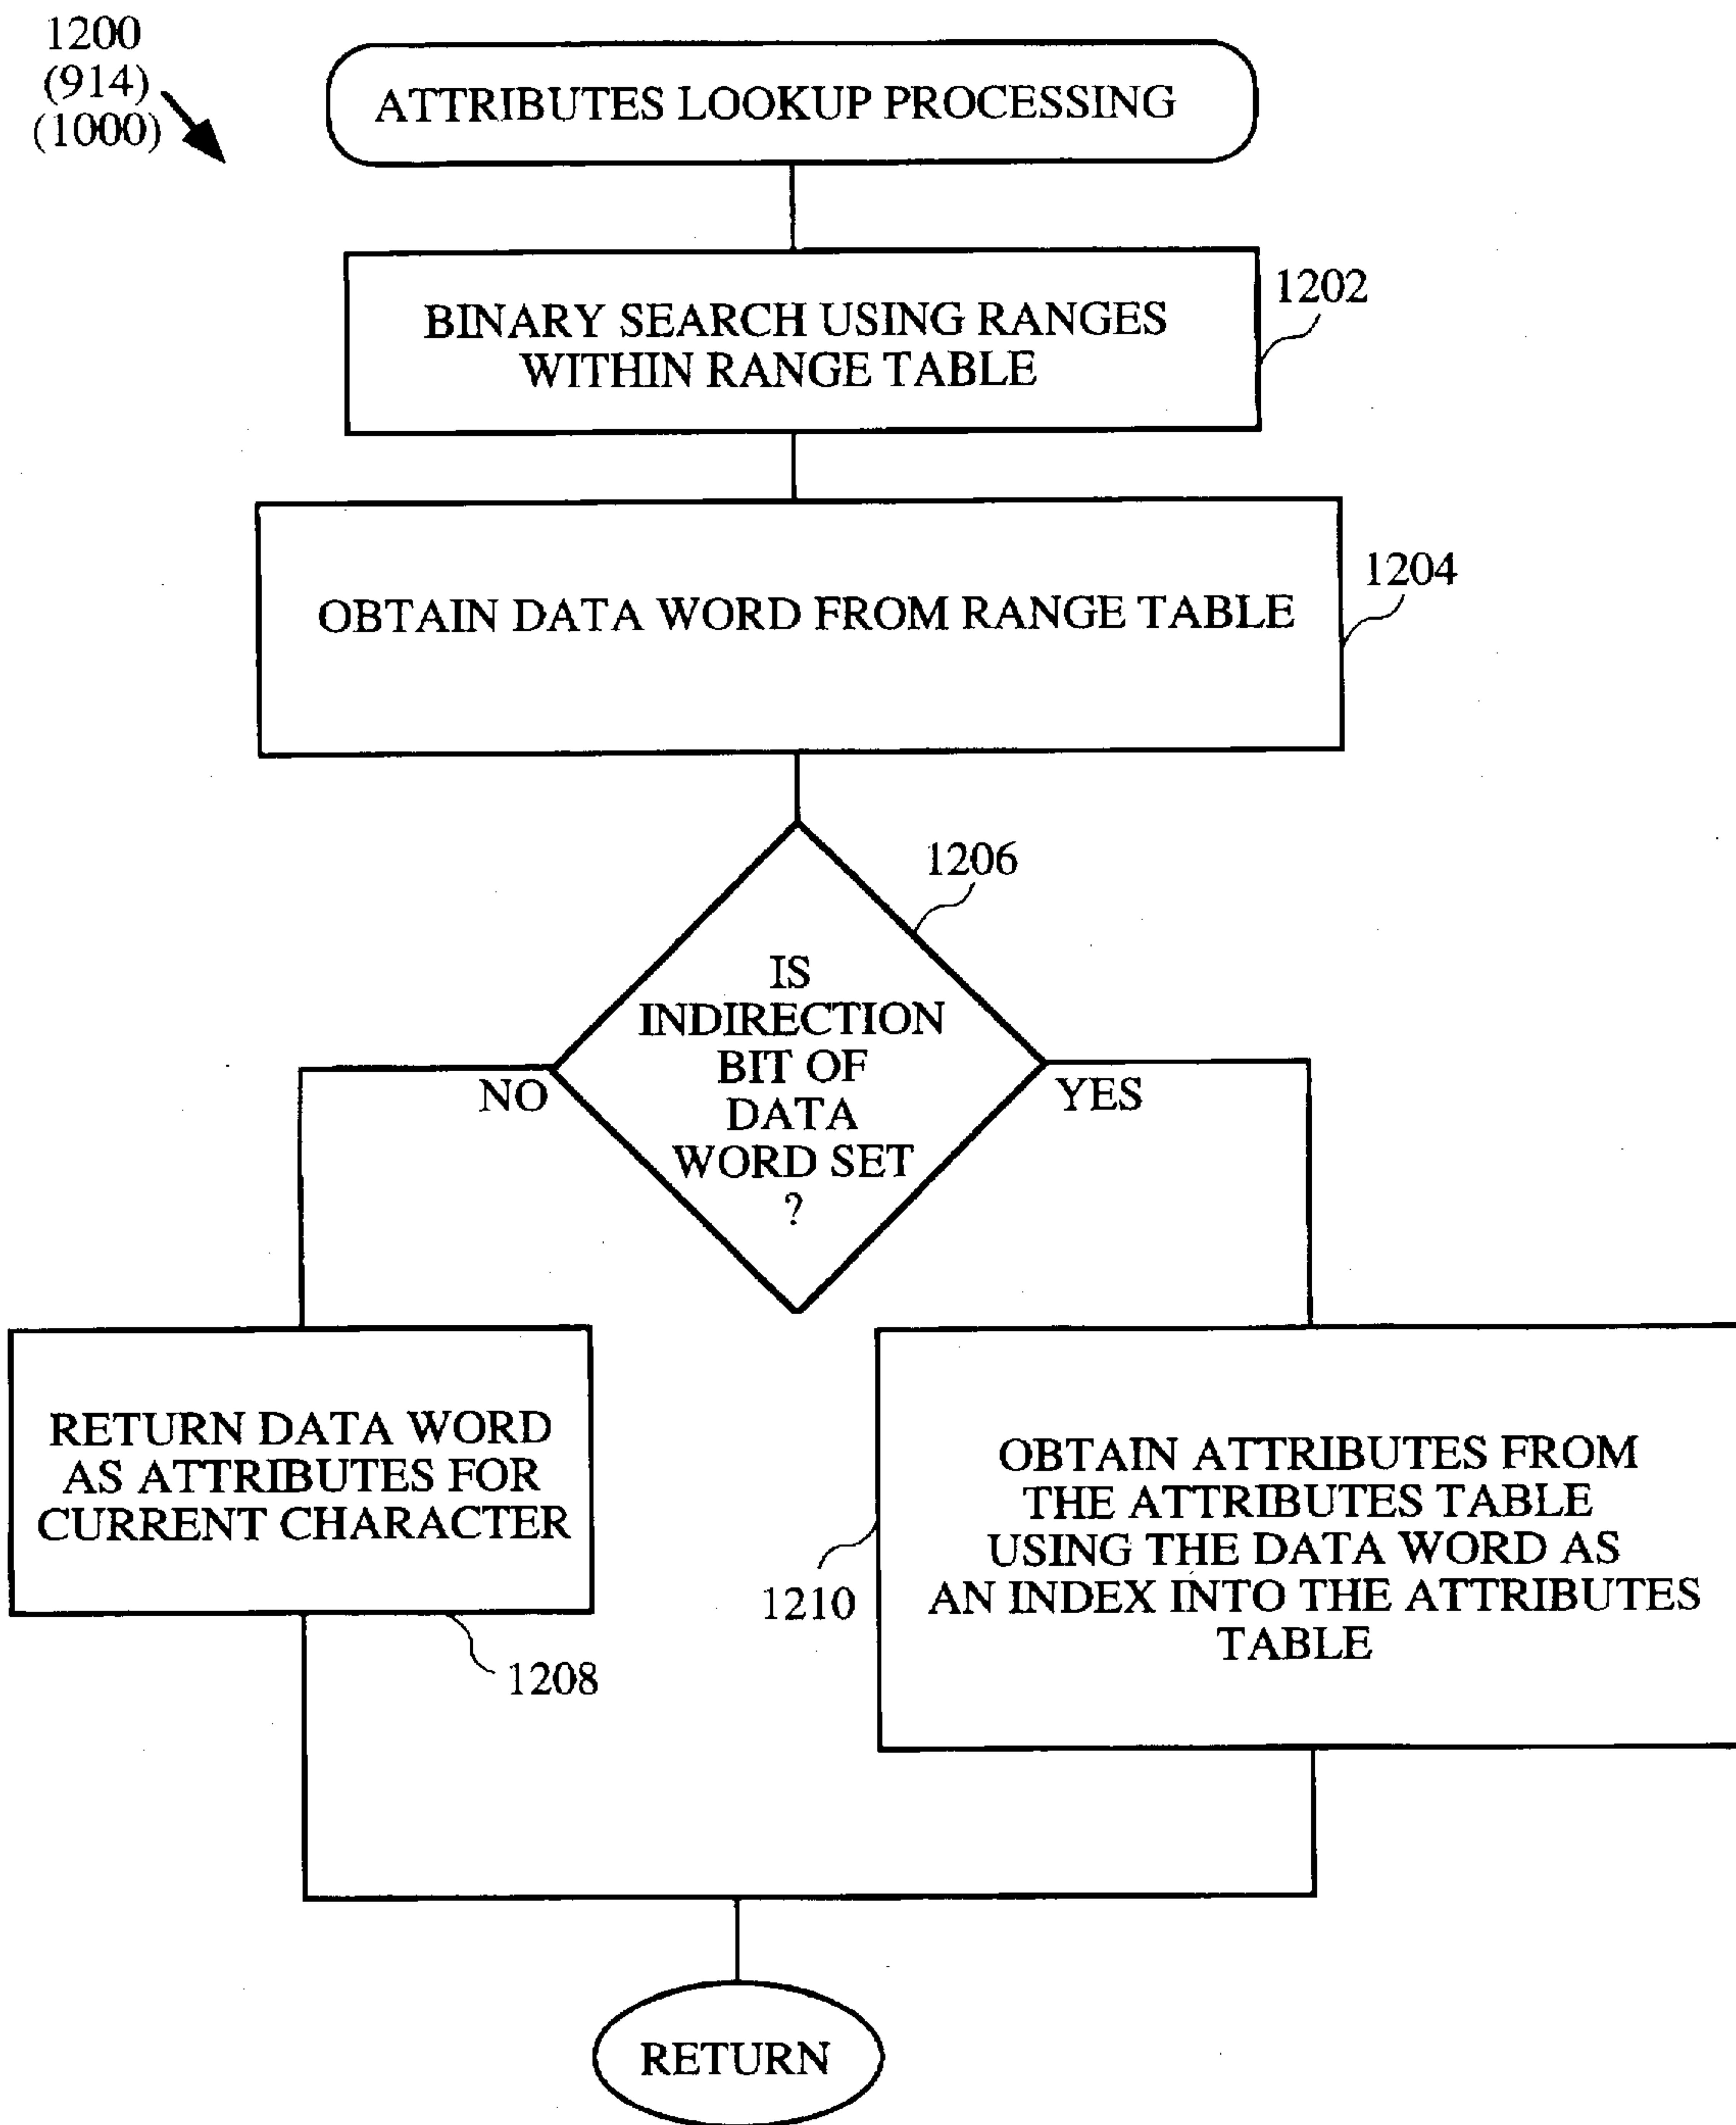 1200
(914)
(1000)
ATTRIBUTES LOOKUP PROCESSING
BINARY SEARCH USING RANGES
WITHIN RANGE TABLE
1202
OBTAIN DATA WORD FROM RANGE TABLE
1204
1206
IS
INDIRECTION
BIT OF
DATA
WORD SET
?
NO
YES
RETURN DATA WORD
AS ATTRIBUTES FOR
CURRENT CHARACTER
1208
OBTAIN ATTRIBUTES FROM
THE ATTRIBUTES TABLE
USING THE DATA WORD AS
AN INDEX INTO THE ATTRIBUTES
TABLE
1210
RETURN